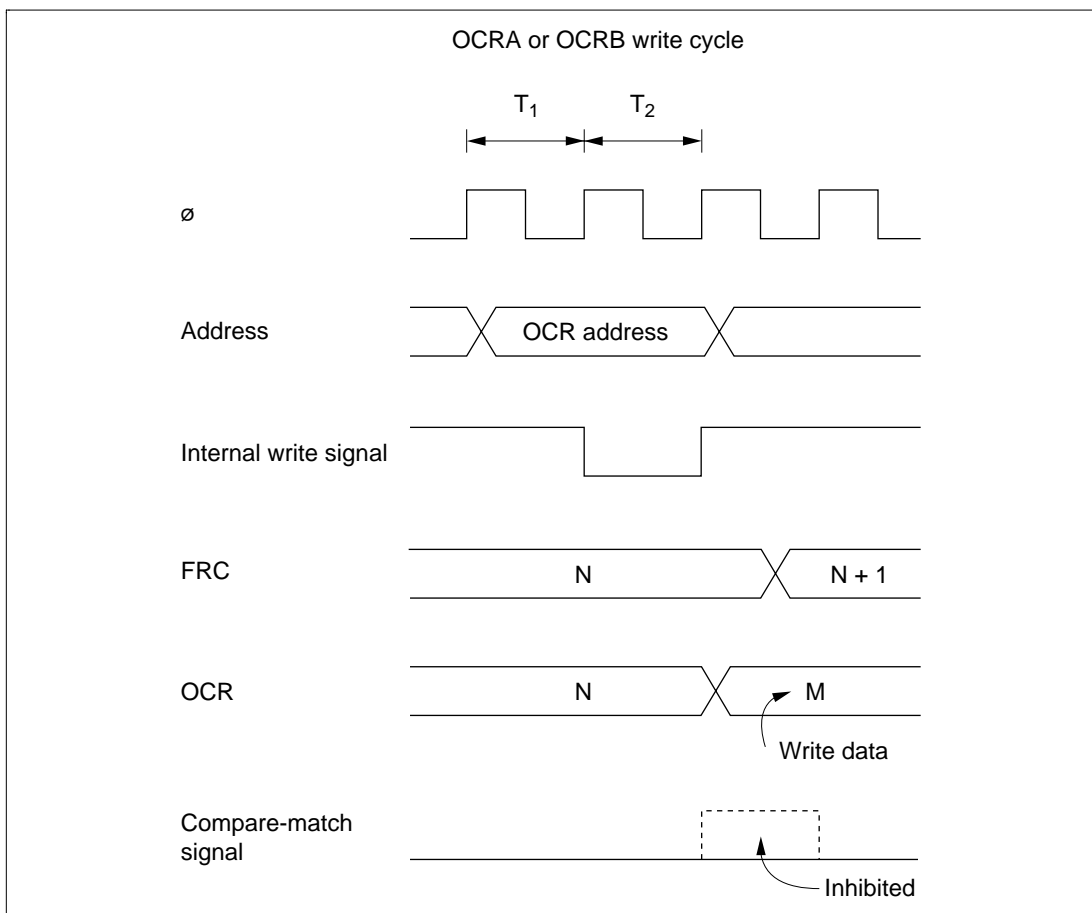 OCRA or OCRB write cycle
T1 T2
ø
Address OCR address
Internal write signal
FRC N N + 1
OCR N M
Write data
Compare-match
signal
Inhibited